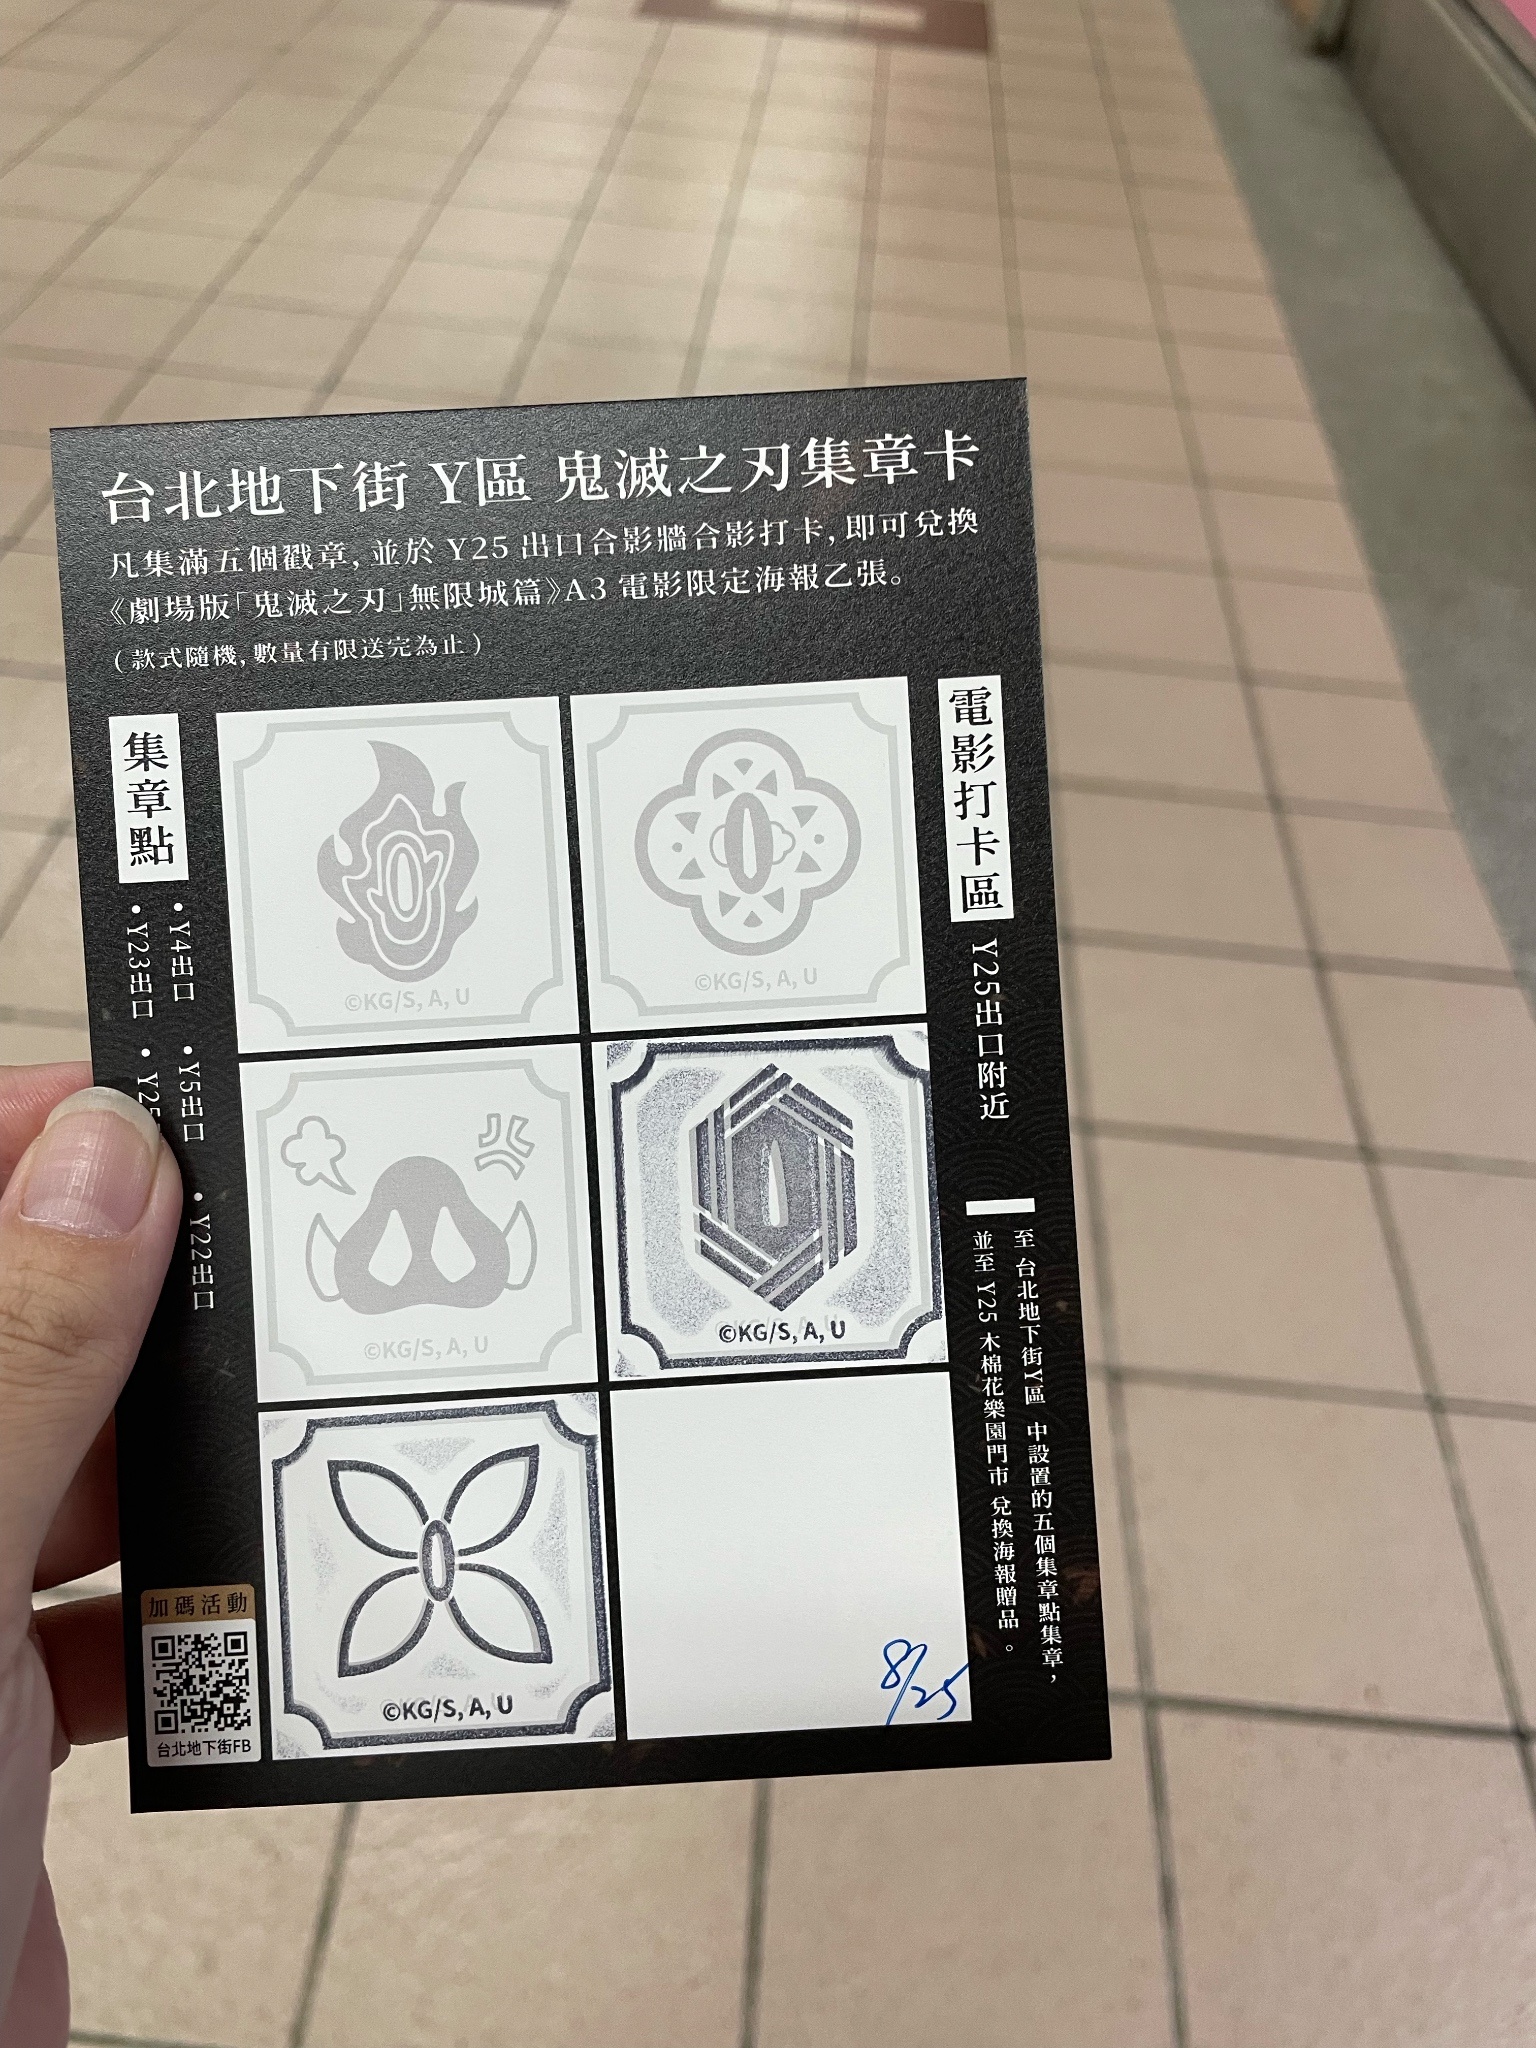 台北地下街 Y區 鬼滅之刃集章卡
凡集滿五個戳章, 並於 Y25 出口合影牆合影打卡, 即可兌換
《劇場版「鬼滅之刃」無限城篇》A3 電影限定海報乙張。
(款式隨機, 數量有限送完為止)
集章點
•Y4出口 •Y5出口 •Y22出口
•Y23出口 •Y25
©KG/S, A, U
©KG/S, A, U
©KG/S, A, U
©KG/S, A, U
©KG/S, A, U
電影打卡區 Y25出口附近
至 台北地下街Y區 中設置的五個集章點集章,
並至 Y25 木棉花樂園門市 兌換海報贈品。
8/25
加碼活動
台北地下街FB